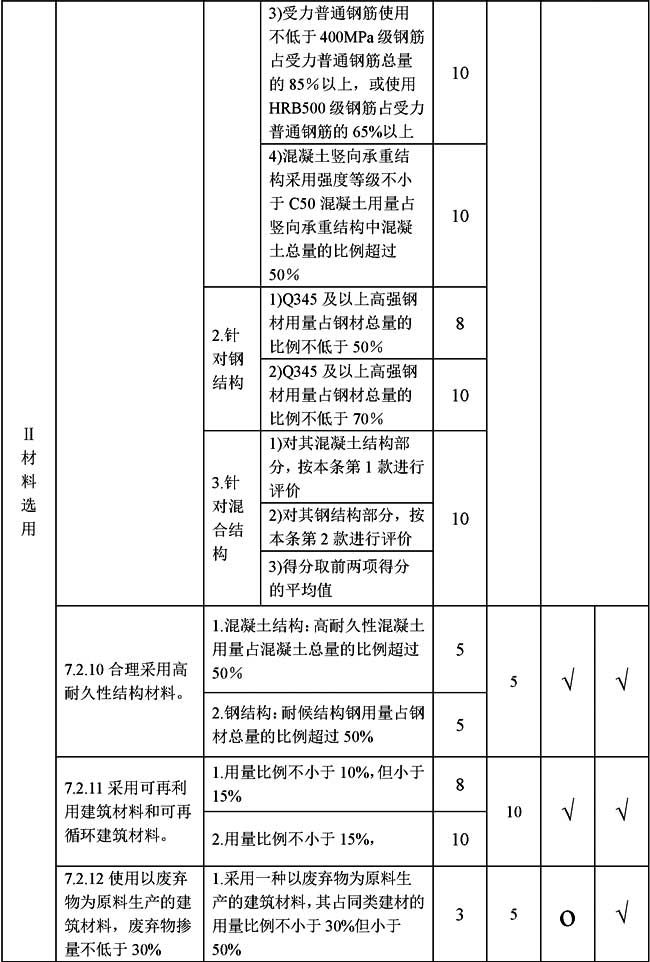 3)受力普通钢筋使用
不低于 400MPa 级钢筋
占受力普通钢筋总量
的 85%以上，或使用
HRB500 级钢筋占受力
普通钢筋的 65%以上
10
4)混凝土竖向承重结
构采用强度等级不小
于 C50 混凝土用量占
竖向承重结构中混凝
土总量的比例超过
50%
10
2.针
对钢
结构
1)Q345 及以上高强钢
材用量占钢材总量的
比例不低于 50%
8
2)Q345 及以上高强钢
材用量占钢材总量的
比例不低于 70%
10
Ⅱ
材
料
选
用
3.针
对混
合结
构
1)对其混凝土结构部
分，按本条第 1 款进行
评价
2)对其钢结构部分，按
本条第 2 款进行评价
3)得分取前两项得分
的平均值
10
7.2.10 合理采用高
耐久性结构材料。
1.混凝土结构：高耐久性混凝土
用量占混凝土总量的比例超过
50%
5
2.钢结构：耐候结构钢用量占钢
材总量的比例超过 50%
5
5
√
√
7.2.11 采用可再利
用建筑材料和可再
循环建筑材料。
1.用量比例不小于 10%，但小于
15%
8
2.用量比例不小于 15%，
10
10
√
√
7.2.12 使用以废弃
物为原料生产的建
筑材料，废弃物掺
量不低于 30%
1.采用一种以废弃物为原料生
产的建筑材料，其占同类建材的
用量比例不小于 30%但小于
50%
3
5
o
√